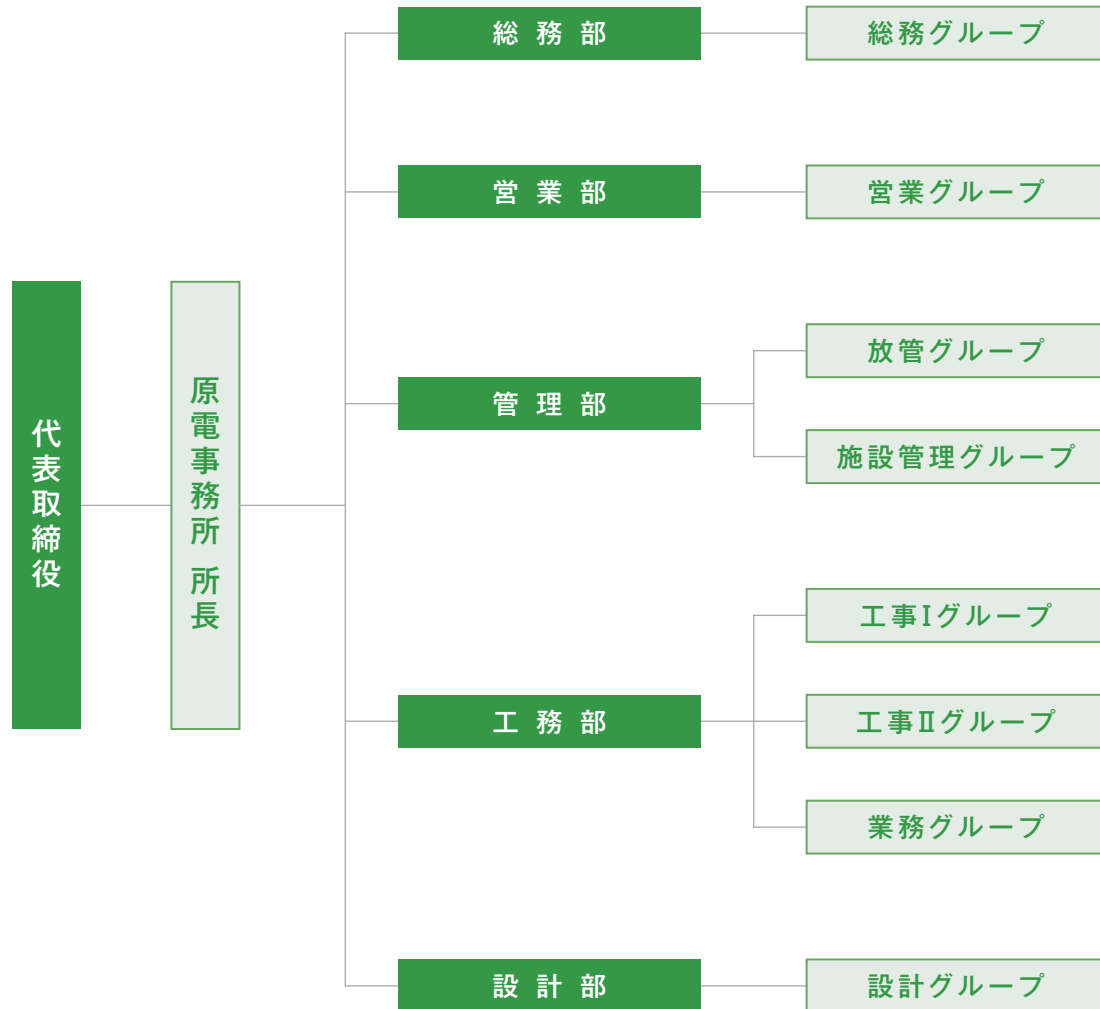 代表取締役
原電事務所 所長
総務部
総務グループ
営業部
営業グループ
管理部
放管グループ
施設管理グループ
工務部
工事Ⅰグループ
工事Ⅱグループ
業務グループ
設計部
設計グループ